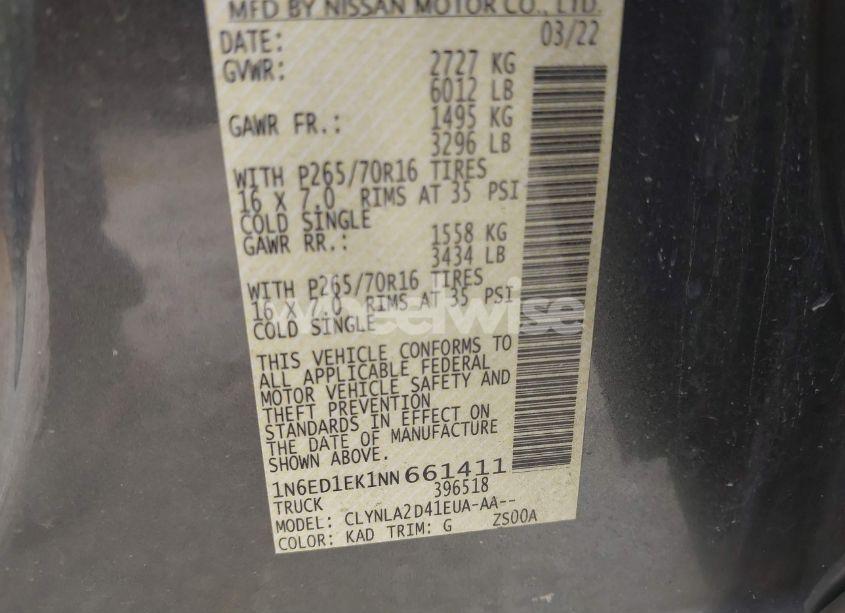 MFD BY NISSAN MOTOR CO., LTD.
DATE: 03/22
GVWR: 2727 KG
6012 LB
GAWR FR.: 1495 KG
3296 LB
WITH P265/70R16 TIRES
16 X 7.0 RIMS AT 35 PSI
COLD SINGLE
GAWR RR.: 1558 KG
3434 LB
WITH P265/70R16 TIRES
16 X 7.0 RIMS AT 35 PSI
COLD SINGLE
wheelwise
THIS VEHICLE CONFORMS TO
ALL APPLICABLE FEDERAL
MOTOR VEHICLE SAFETY AND
THEFT PREVENTION
STANDARDS IN EFFECT ON
THE DATE OF MANUFACTURE
SHOWN ABOVE.
1N6ED1EK1NN661411
TRUCK 396518
MODEL: CLYNLA2D41EUA-AA--
COLOR: KAD TRIM: G ZS00A